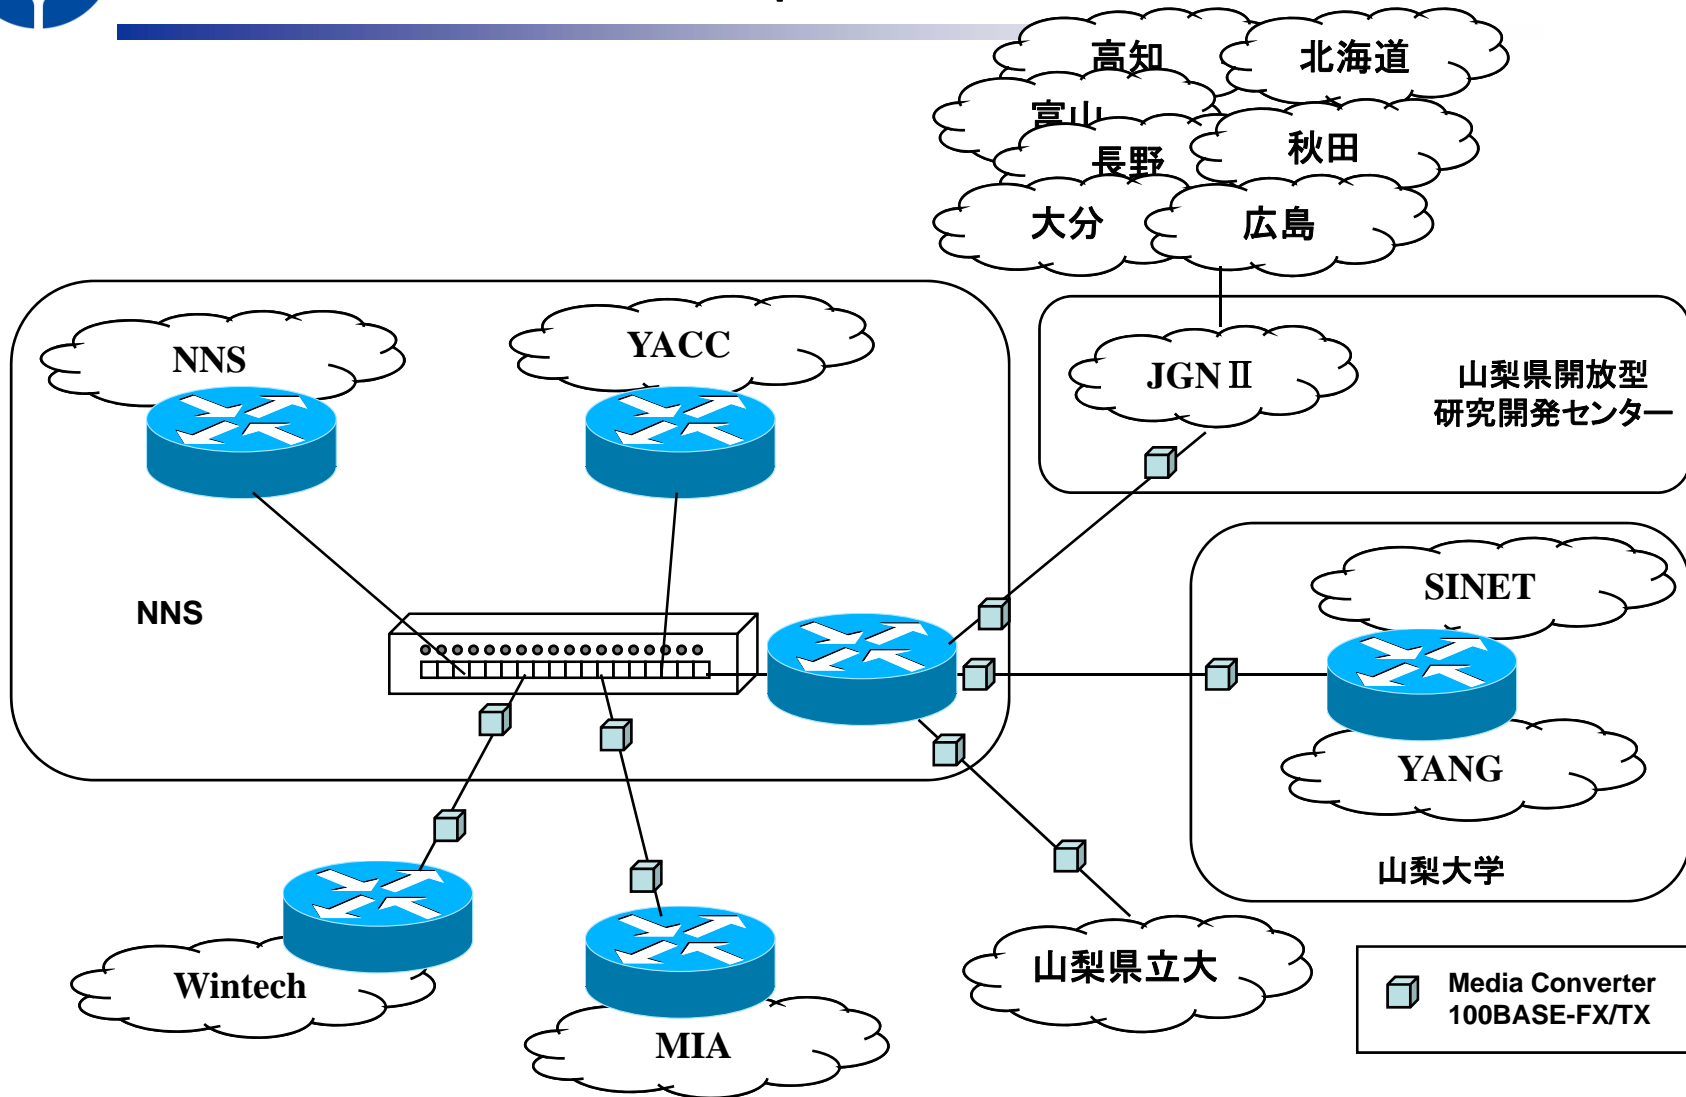 高知
北海道
富山
長野
秋田
大分
広島
NNS
YACC
JGNⅡ
山梨県開放型
研究開発センター
SINET
NNS
YANG
山梨大学
Wintech
MIA
山梨県立大
Media Converter
100BASE-FX/TX